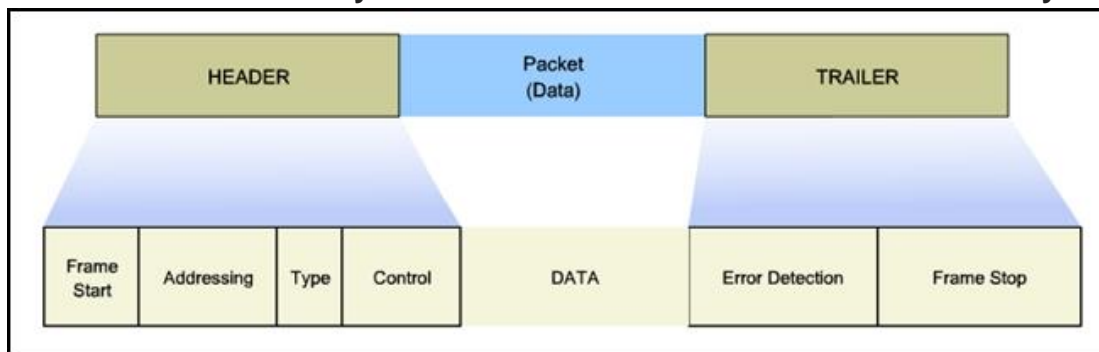 HEADER
Packet
(Data)
TRAILER
Frame
Start
Addressing
Type
Control
DATA
Error Detection
Frame Stop